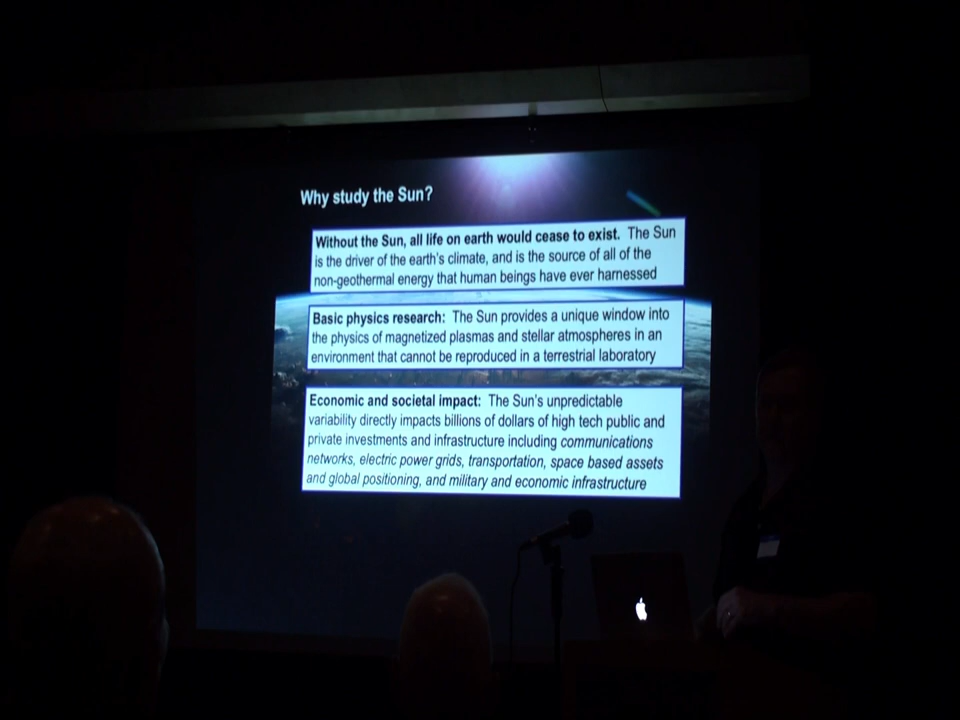 Why study the Sun?
Without the Sun, all life on earth would cease to exist. The Sun
is the driver of the earth's climate, and is the source of all of the
non-geothermal energy that human beings have ever harnessed
Basic physics research: The Sun provides a unique window into
the physics of magnetized plasmas and stellar atmospheres in an
environment that cannot be reproduced in a terrestrial laboratory
Economic and societal impact: The Sun's unpredictable
variability directly impacts billions of dollars of high tech public and
private investments and infrastructure including communications
networks, electric power grids, transportation, space based assets
and global positioning, and military and economic infrastructure